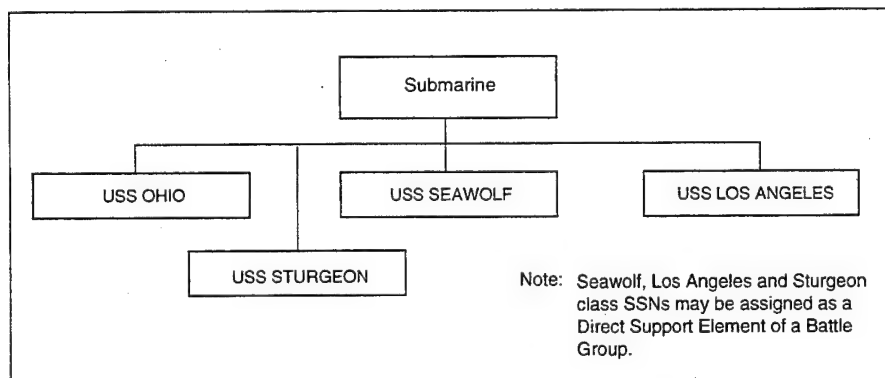 Submarine
USS OHIO
USS SEAWOLF
USS LOS ANGELES
USS STURGEON
Note: Seawolf, Los Angeles and Sturgeon
class SSNs may be assigned as a
Direct Support Element of a Battle
Group.